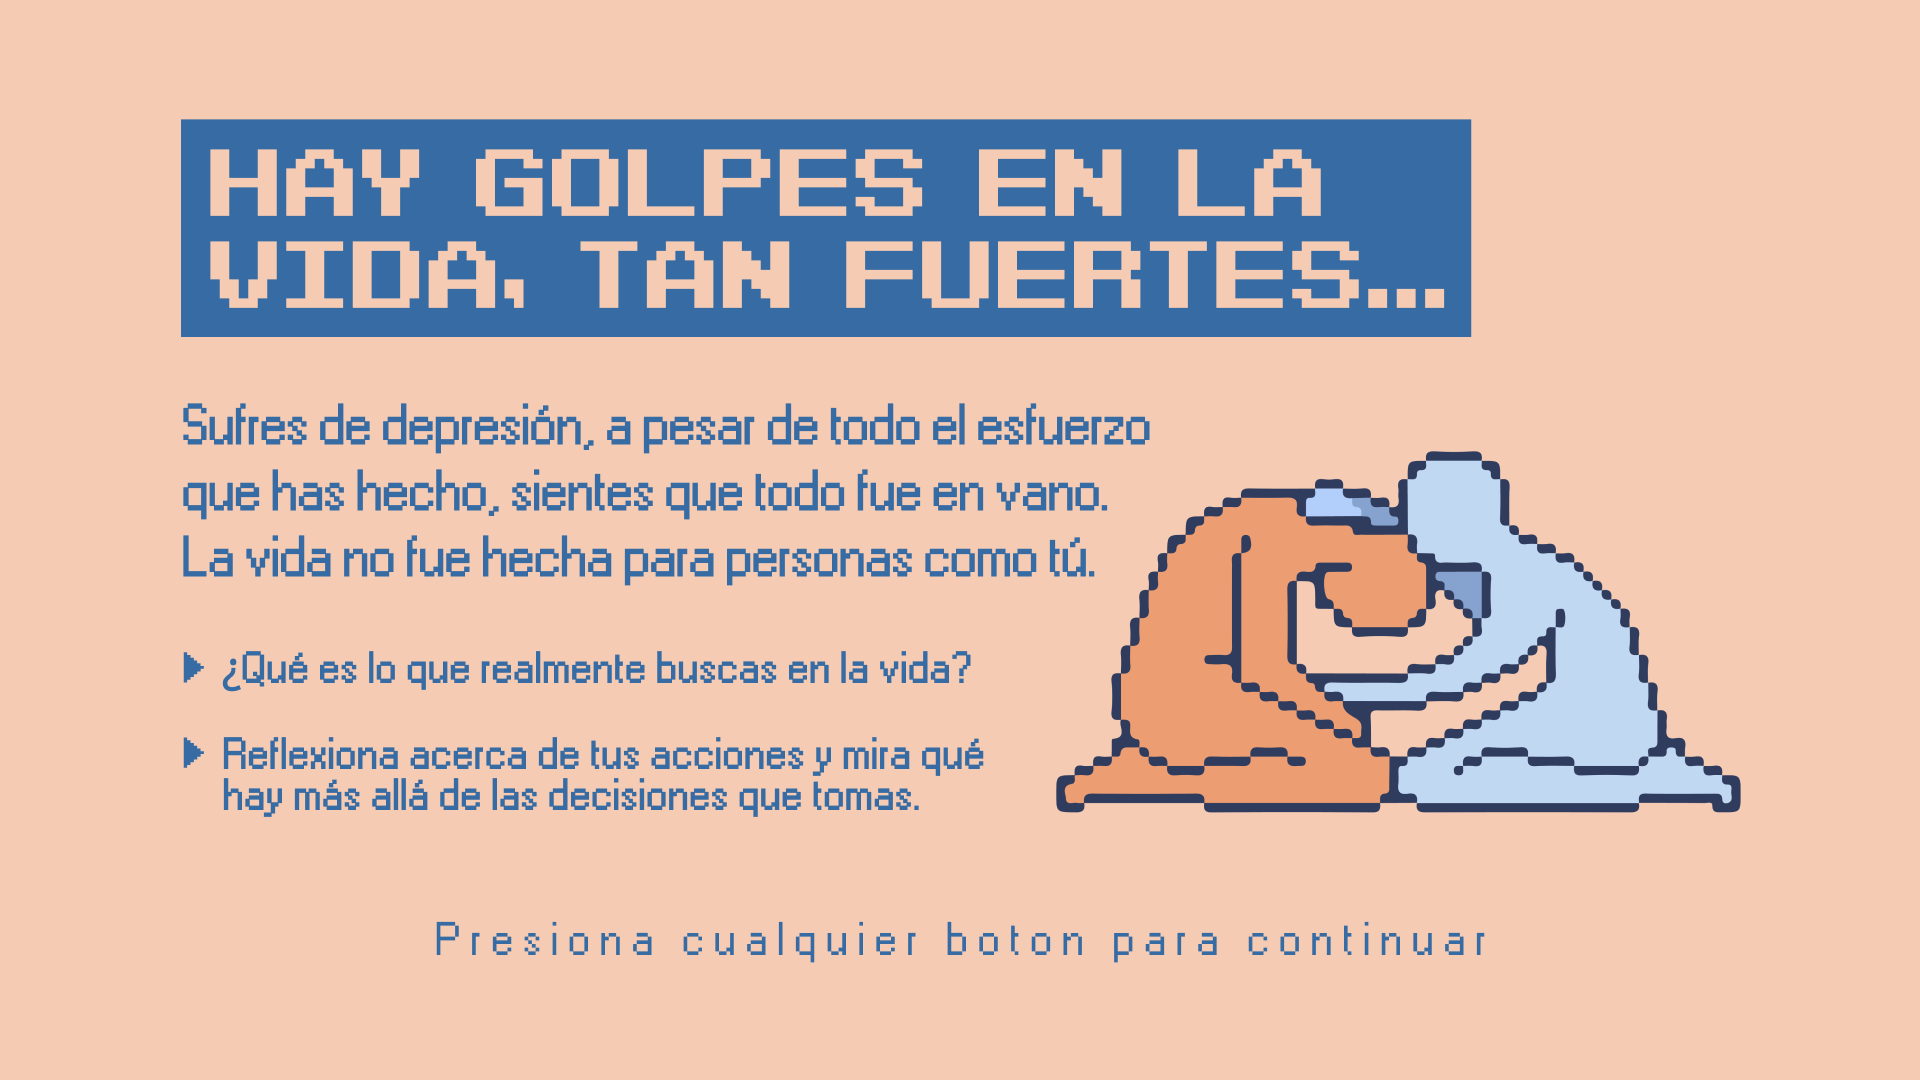 HAY GOLPES EN LA
VIDA, TAN FUERTES...
Sufres de depresión, a pesar de todo el esfuerzo
que has hecho, sientes que todo fue en vano.
La vida no fue hecha para personas como tú.
¿Qué es lo que realmente buscas en la vida?
Reflexiona acerca de tus acciones y mira qué
hay más allá de las decisiones que tomas.
Presiona cualquier boton para continuar